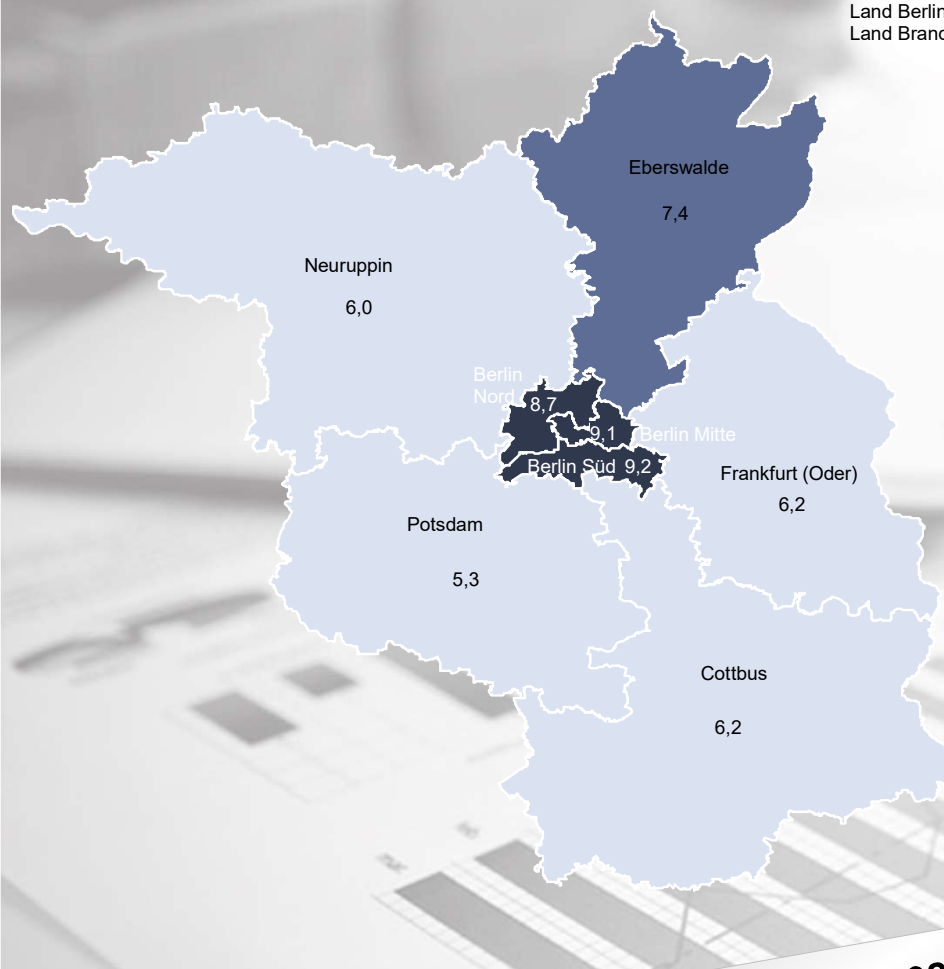 Land Berlin
Land Brand
Eberswalde
7,4
Neuruppin
6,0
Berlin
Nord 8,7
9,1 Berlin Mitte
Berlin Süd 9,2
Frankfurt (Oder)
6,2
Potsdam
5,3
Cottbus
6,2